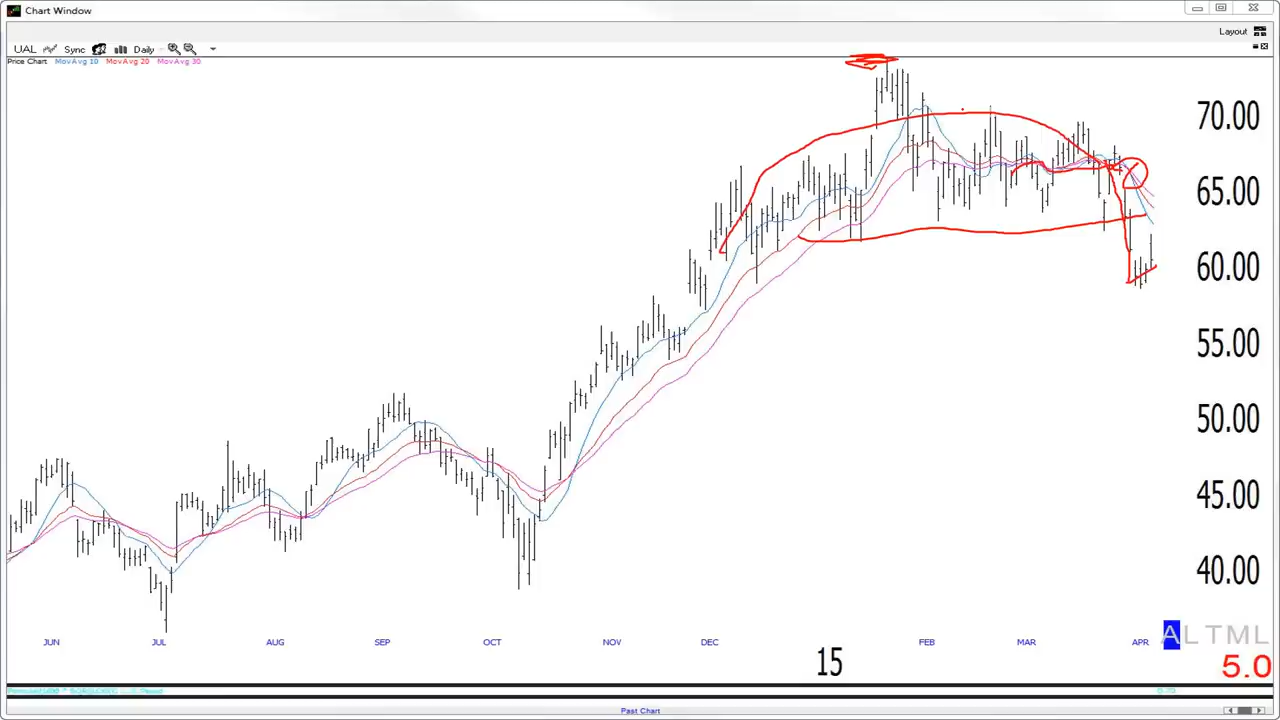 Chart Window
Layout
UAL Sync Daily
Price Chart MovAvg 10 MovAvg 20 MovAvg 30
70.00
65.00
60.00
55.00
50.00
45.00
40.00
JUN JUL AUG SEP OCT NOV DEC 15 FEB MAR APR
ALTML
5.0
Past Chart